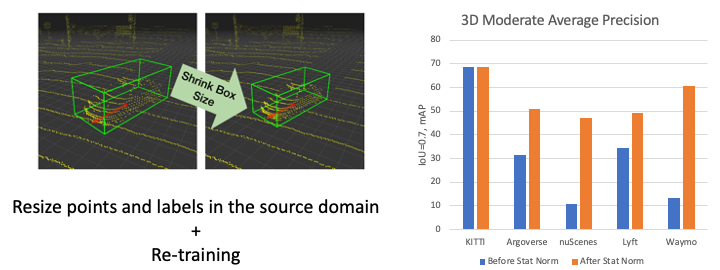 Shrink Box
Size
Resize points and labels in the source domain
+
Re-training
3D Moderate Average Precision
IoU =0.7, mAP
80
70
60
50
40
30
20
10
0
KITTI
Argoverse
nuScenes
Lyft
Waymo
Before Stat Norm
After Stat Norm